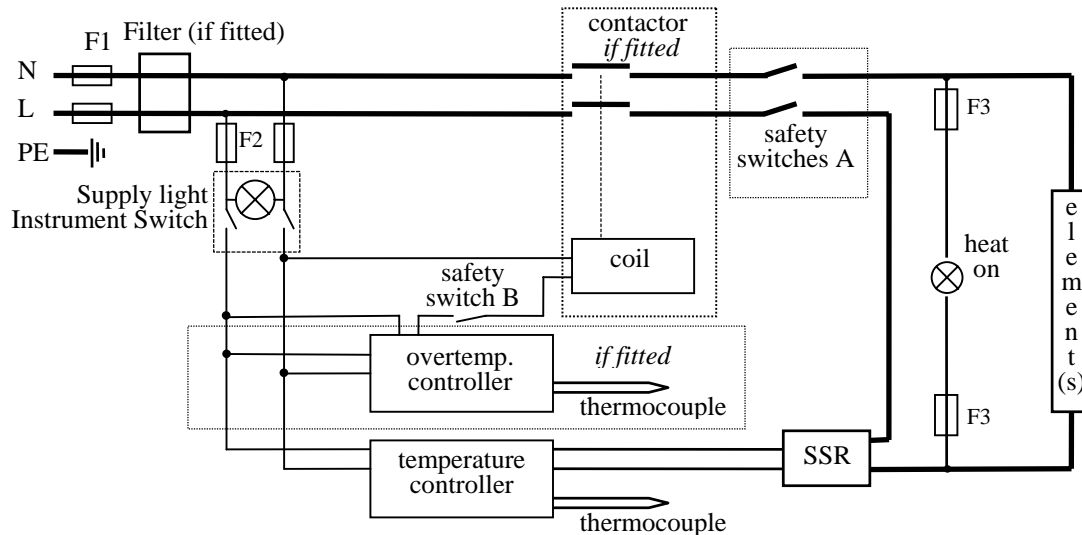 contactor
if fitted
Filter (if fitted)
F1
N
L
PE
F2
F3
safety
switches A
Supply light
Instrument Switch
coil
heat
on
element(s)
safety
switch B
overtemp.
controller
if fitted
thermocouple
F3
temperature
controller
SSR
thermocouple